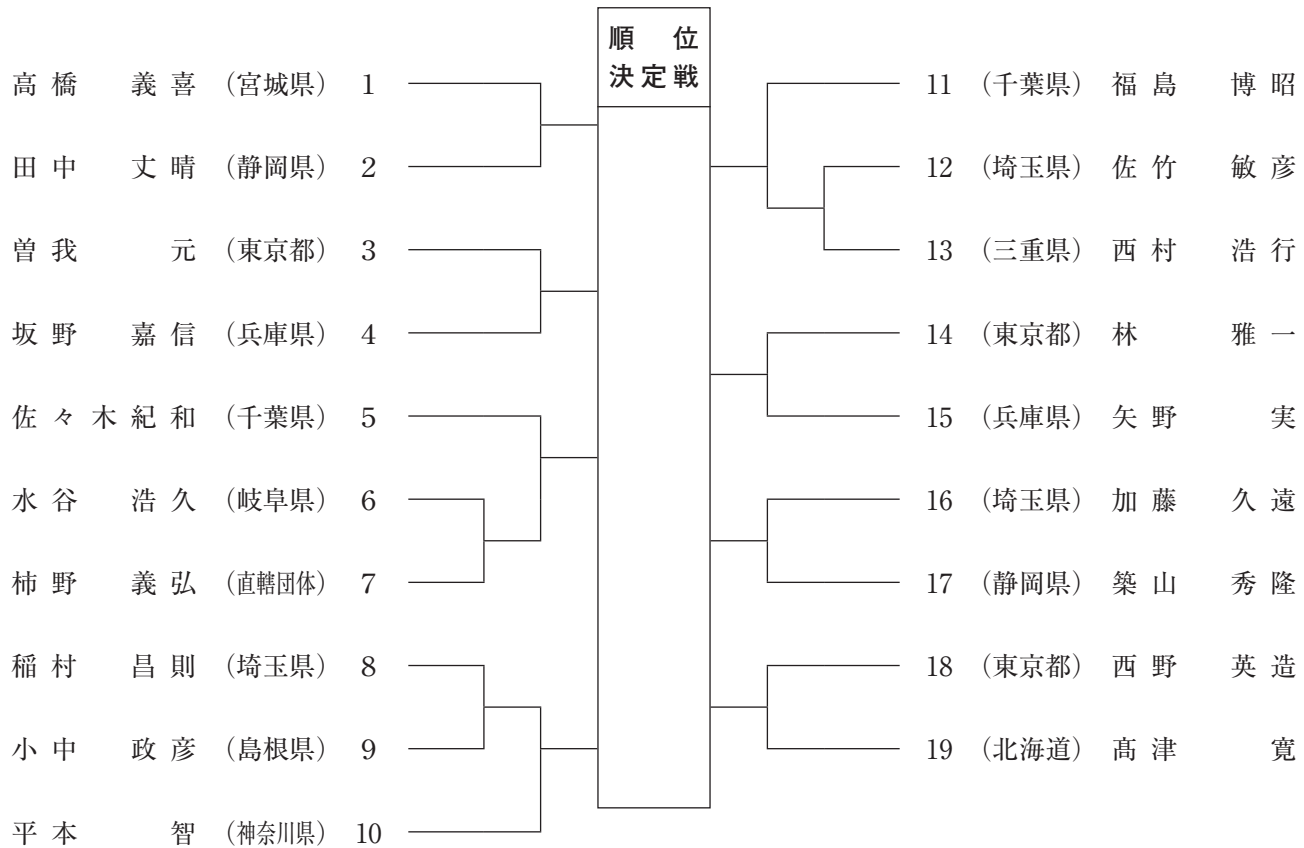 順位
決定戦
高橋 義喜 (宮城県) 1
田中 丈晴 (静岡県) 2
曽我 元 (東京都) 3
坂野 嘉信 (兵庫県) 4
佐々木紀和 (千葉県) 5
水谷 浩久 (岐阜県) 6
柿野 義弘 (直轄団体) 7
稲村 昌則 (埼玉県) 8
小中 政彦 (島根県) 9
平本 智 (神奈川県) 10
11 (千葉県) 福島 博昭
12 (埼玉県) 佐竹 敏彦
13 (三重県) 西村 浩行
14 (東京都) 林 雅一
15 (兵庫県) 矢野 実
16 (埼玉県) 加藤 久遠
17 (静岡県) 築山 秀隆
18 (東京都) 西野 英造
19 (北海道) 髙津 寛